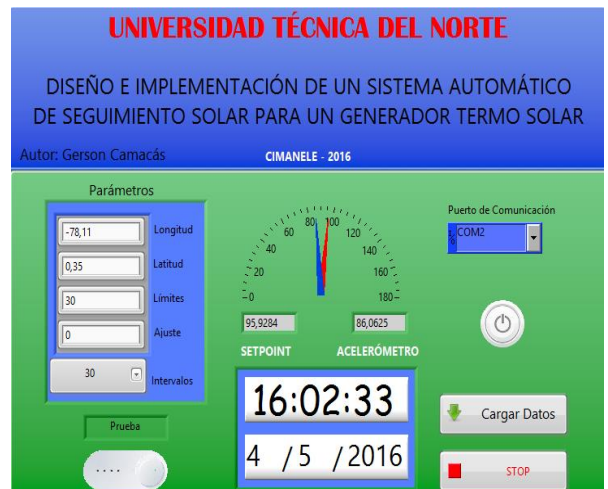 UNIVERSIDAD TÉCNICA DEL NORTE
DISEÑO E IMPLEMENTACIÓN DE UN SISTEMA AUTOMÁTICO
DE SEGUIMIENTO SOLAR PARA UN GENERADOR TERMO SOLAR
Autor: Gerson Camacás
CIMANELE - 2016
Parámetros
-78,11 Longitud
0,35 Latitud
30 Límites
0 Ajuste
30 Intervalos
Prueba
0 20 40 60 80 100 120 140 160 180
95,9284 86,0625
SETPOINT ACELERÓMETRO
16:02:33
4 / 5 / 2016
Puerto de Comunicación
COM2
Cargar Datos
STOP